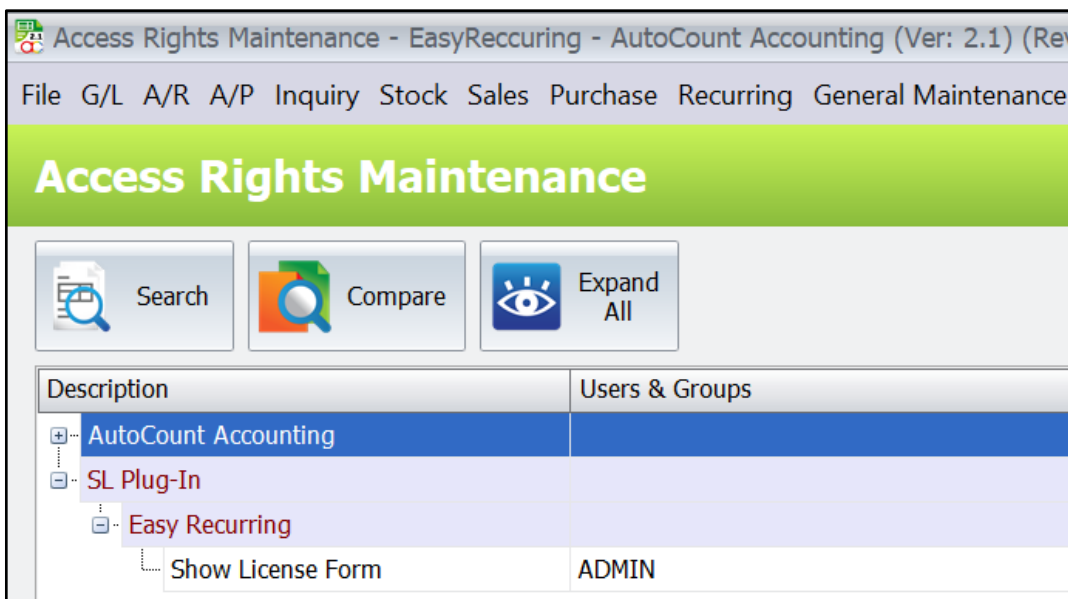 Access Rights Maintenance - EasyReccuring - AutoCount Accounting (Ver: 2.1) (Rev
File G/L A/R A/P Inquiry Stock Sales Purchase Recurring General Maintenance
Access Rights Maintenance
Search Compare Expand All
Description Users & Groups
AutoCount Accounting
SL Plug-In
Easy Recurring
Show License Form ADMIN